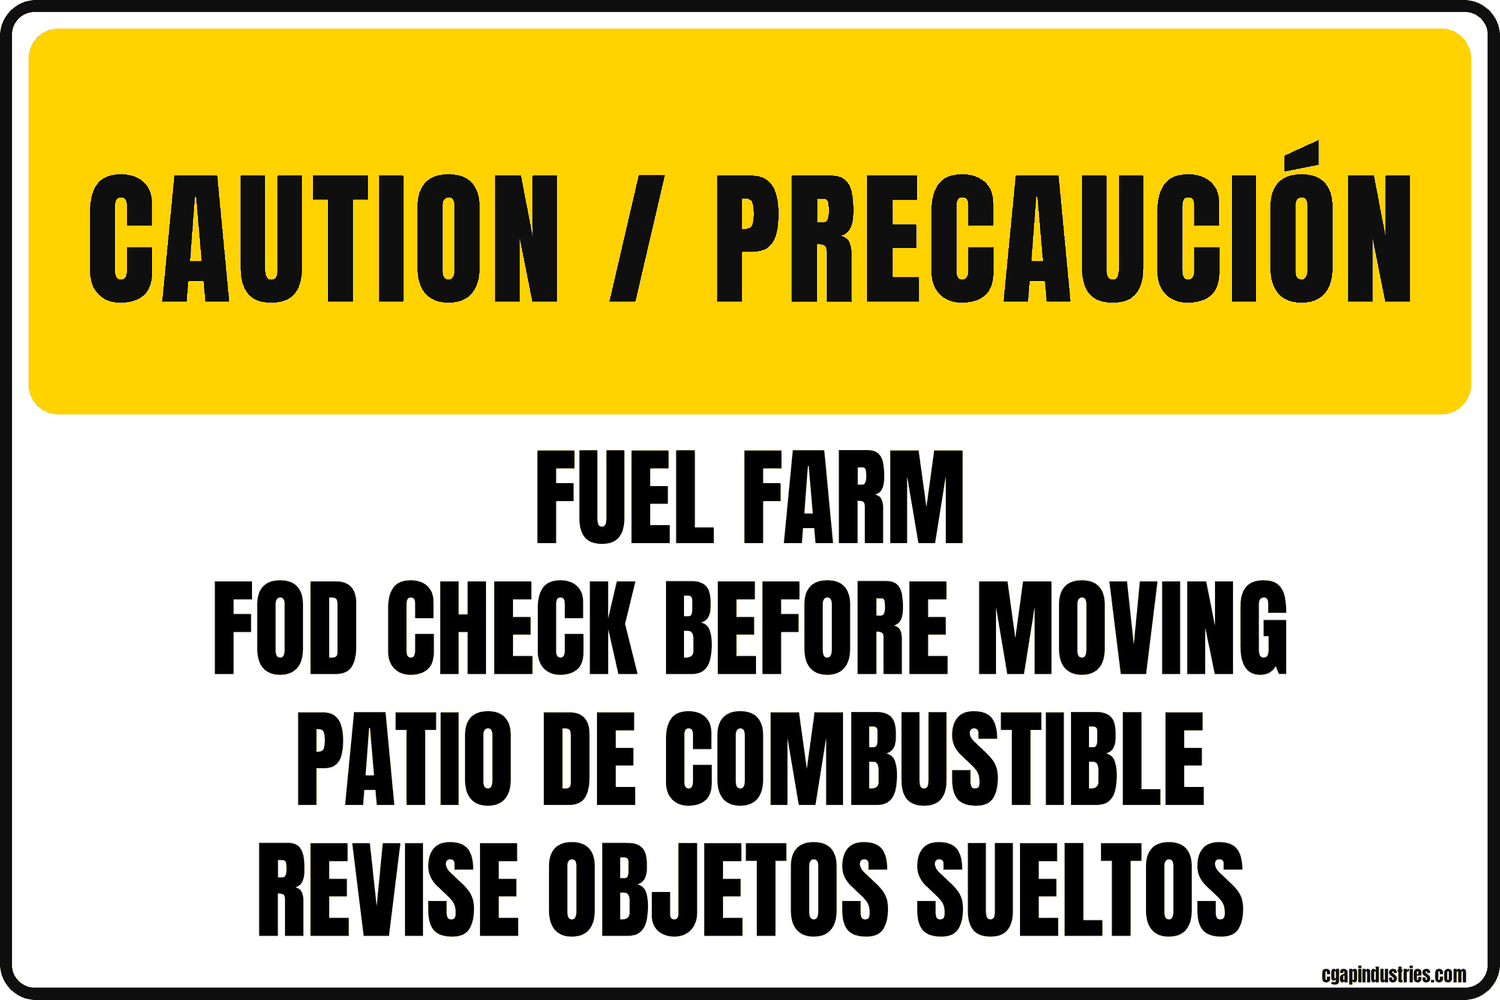 CAUTION / PRECAUCIÓN
FUEL FARM
FOD CHECK BEFORE MOVING
PATIO DE COMBUSTIBLE
REVISE OBJETOS SUELTOS
cgapindustries.com